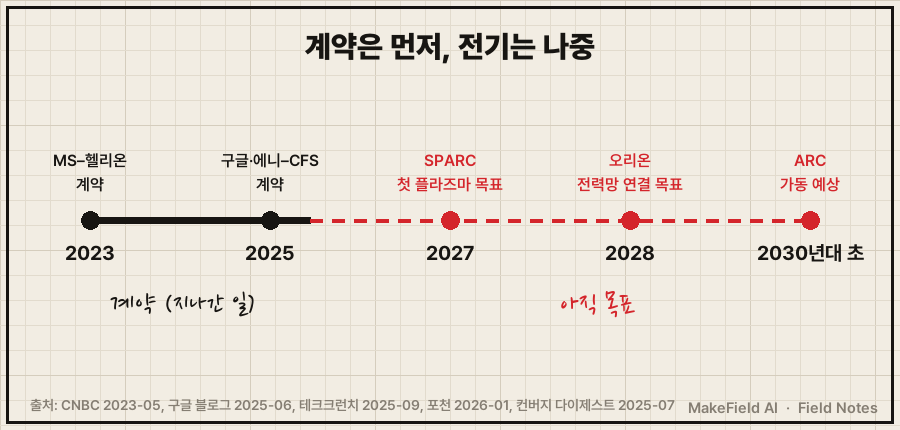 계약은 먼저, 전기는 나중
MS–헬리온
계약
구글·에니–CFS
계약
SPARC
첫 플라즈마 목표
오리온
전력망 연결 목표
ARC
가동 예상
2023
2025
2027
2028
2030년대 초
계약 (지나간 일)
아직 목표
출처: CNBC 2023-05, 구글 블로그 2025-06, 테크크런치 2025-09, 포천 2026-01, 컨버지 다이제스트 2025-07
MakeField AI · Field Notes